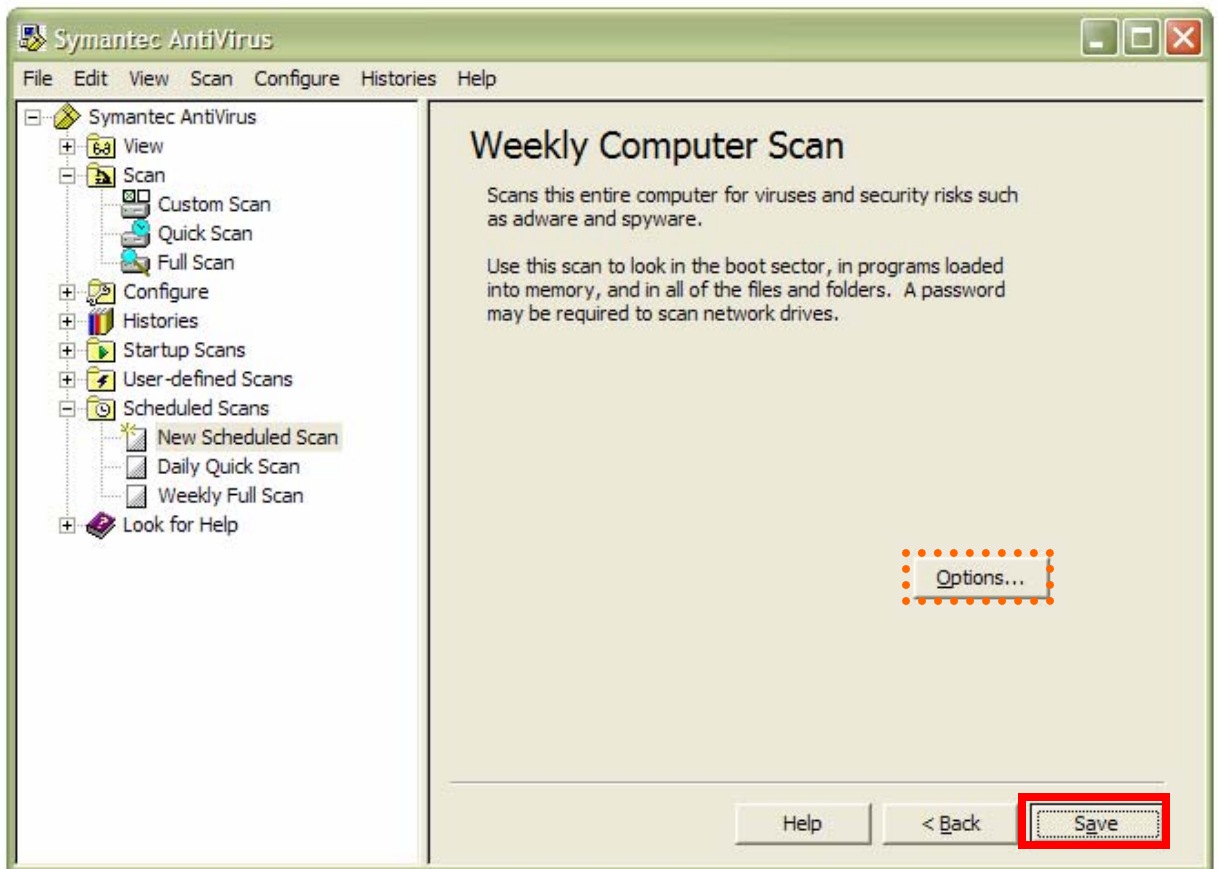 Symantec AntiVirus
File Edit View Scan Configure Histories Help
Symantec AntiVirus
View
Scan
Custom Scan
Quick Scan
Full Scan
Configure
Histories
Startup Scans
User-defined Scans
Scheduled Scans
New Scheduled Scan
Daily Quick Scan
Weekly Full Scan
Look for Help
Weekly Computer Scan
Scans this entire computer for viruses and security risks such
as adware and spyware.
Use this scan to look in the boot sector, in programs loaded
into memory, and in all of the files and folders. A password
may be required to scan network drives.
Options...
Help < Back Save